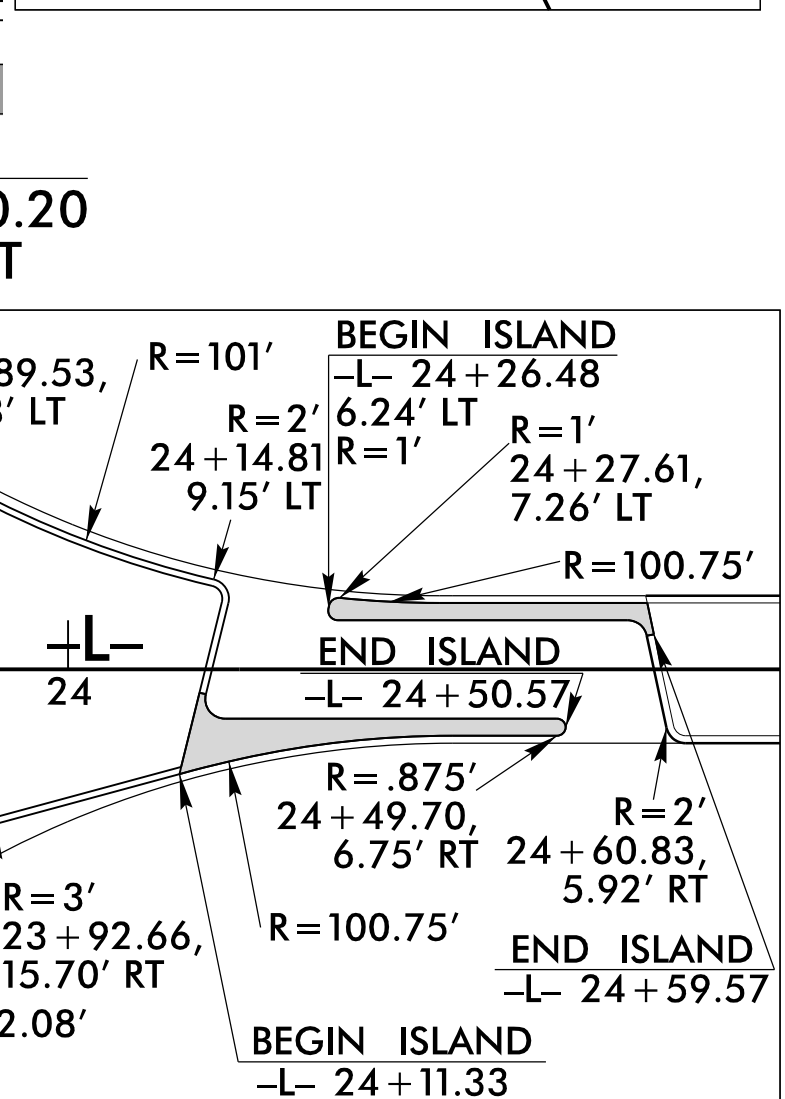 0.20
T
89.53,
' LT
R=101'
R=2'
24+14.81
9.15' LT
BEGIN ISLAND
-L- 24+26.48
6.24' LT
R=1'
R=1'
24+27.61,
7.26' LT
R=100.75'
-L-
24
END ISLAND
-L- 24+50.57
R=.875'
24+49.70,
6.75' RT
R=2'
24+60.83,
5.92' RT
R=3'
23+92.66,
15.70' RT
2.08'
R=100.75'
END ISLAND
-L- 24+59.57
BEGIN ISLAND
-L- 24+11.33